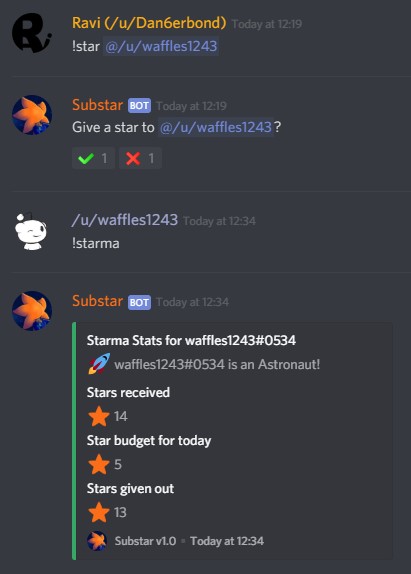 Ravi (/u/Dan6erbond) Today at 12:19
!star @/u/waffles1243
Substar BOT Today at 12:19
Give a star to @/u/waffles1243?
1 1
/u/waffles1243 Today at 12:34
!starma
Substar BOT Today at 12:34
Starma Stats for waffles1243#0534
waffles1243#0534 is an Astronaut!
Stars received
14
Star budget for today
5
Stars given out
13
Substar v1.0 • Today at 12:34